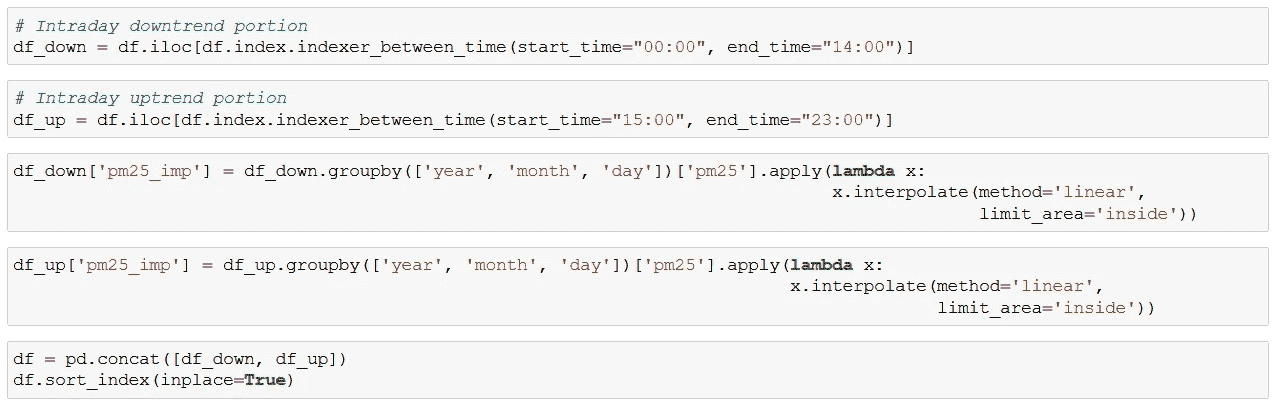 # Intraday downtrend portion
df_down = df.iloc[df.index.indexer_between_time(start_time="00:00", end_time="14:00")]
# Intraday uptrend portion
df_up = df.iloc[df.index.indexer_between_time(start_time="15:00", end_time="23:00")]
df_down['pm25_imp'] = df_down.groupby(['year', 'month', 'day'])['pm25'].apply(lambda x:
x.interpolate(method='linear',
limit_area='inside'))
df_up['pm25_imp'] = df_up.groupby(['year', 'month', 'day'])['pm25'].apply(lambda x:
x.interpolate(method='linear',
limit_area='inside'))
df = pd.concat([df_down, df_up])
df.sort_index(inplace=True)